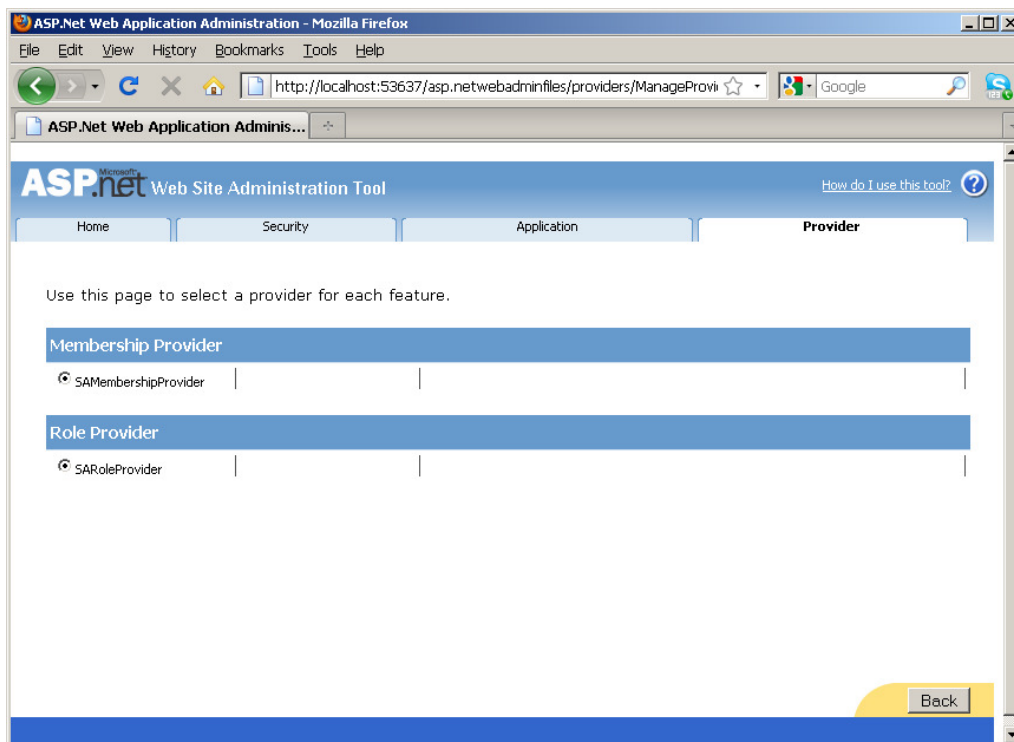 ASP.Net Web Application Administration - Mozilla Firefox
File Edit View History Bookmarks Tools Help
http://localhost:53637/asp.netwebadminfiles/providers/ManageProvi
Google
ASP.Net Web Application Adminis...
Microsoft
ASP.net Web Site Administration Tool
How do I use this tool? ?
Home Security Application Provider
Use this page to select a provider for each feature.
Membership Provider
SAMembershipProvider
Role Provider
SARoleProvider
Back